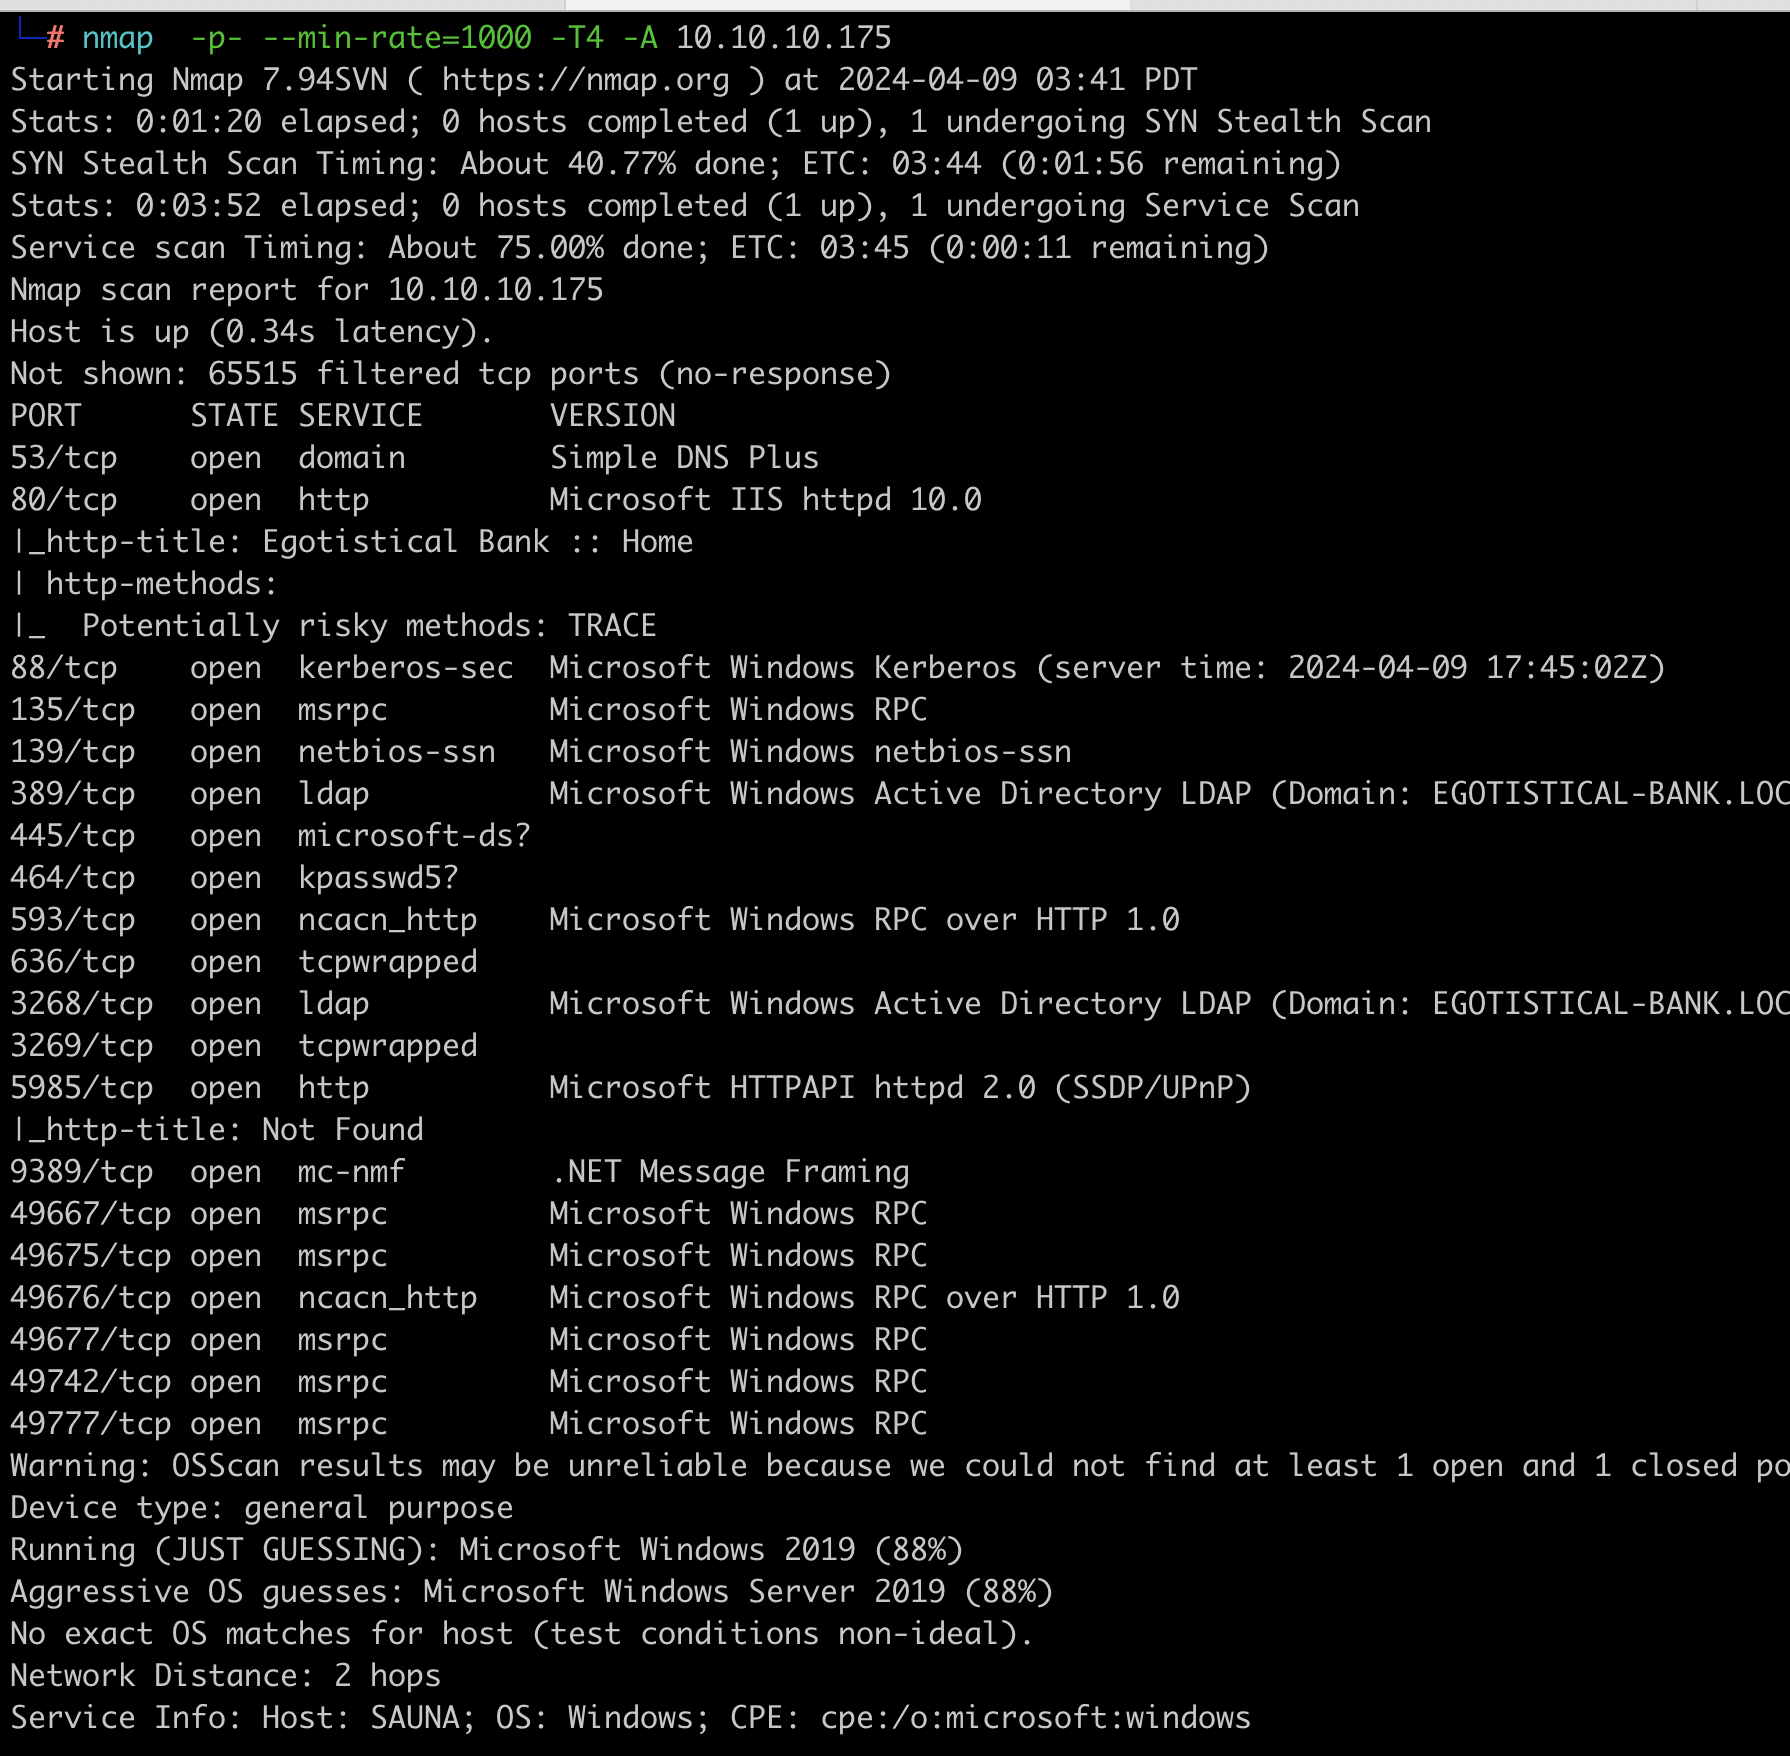 # nmap  -p- --min-rate=1000 -T4 -A 10.10.10.175
Starting Nmap 7.94SVN ( https://nmap.org ) at 2024-04-09 03:41 PDT
Stats: 0:01:20 elapsed; 0 hosts completed (1 up), 1 undergoing SYN Stealth Scan
SYN Stealth Scan Timing: About 40.77% done; ETC: 03:44 (0:01:56 remaining)
Stats: 0:03:52 elapsed; 0 hosts completed (1 up), 1 undergoing Service Scan
Service scan Timing: About 75.00% done; ETC: 03:45 (0:00:11 remaining)
Nmap scan report for 10.10.10.175
Host is up (0.34s latency).
Not shown: 65515 filtered tcp ports (no-response)
PORT      STATE SERVICE       VERSION
53/tcp    open  domain        Simple DNS Plus
80/tcp    open  http          Microsoft IIS httpd 10.0
|_http-title: Egotistical Bank :: Home
| http-methods:
|_  Potentially risky methods: TRACE
88/tcp    open  kerberos-sec  Microsoft Windows Kerberos (server time: 2024-04-09 17:45:02Z)
135/tcp   open  msrpc         Microsoft Windows RPC
139/tcp   open  netbios-ssn   Microsoft Windows netbios-ssn
389/tcp   open  ldap          Microsoft Windows Active Directory LDAP (Domain: EGOTISTICAL-BANK.LOC
445/tcp   open  microsoft-ds?
464/tcp   open  kpasswd5?
593/tcp   open  ncacn_http    Microsoft Windows RPC over HTTP 1.0
636/tcp   open  tcpwrapped
3268/tcp  open  ldap          Microsoft Windows Active Directory LDAP (Domain: EGOTISTICAL-BANK.LOC
3269/tcp  open  tcpwrapped
5985/tcp  open  http          Microsoft HTTPAPI httpd 2.0 (SSDP/UPnP)
|_http-title: Not Found
9389/tcp  open  mc-nmf        .NET Message Framing
49667/tcp open  msrpc         Microsoft Windows RPC
49675/tcp open  msrpc         Microsoft Windows RPC
49676/tcp open  ncacn_http    Microsoft Windows RPC over HTTP 1.0
49677/tcp open  msrpc         Microsoft Windows RPC
49742/tcp open  msrpc         Microsoft Windows RPC
49777/tcp open  msrpc         Microsoft Windows RPC
Warning: OSScan results may be unreliable because we could not find at least 1 open and 1 closed po
Device type: general purpose
Running (JUST GUESSING): Microsoft Windows 2019 (88%)
Aggressive OS guesses: Microsoft Windows Server 2019 (88%)
No exact OS matches for host (test conditions non-ideal).
Network Distance: 2 hops
Service Info: Host: SAUNA; OS: Windows; CPE: cpe:/o:microsoft:windows